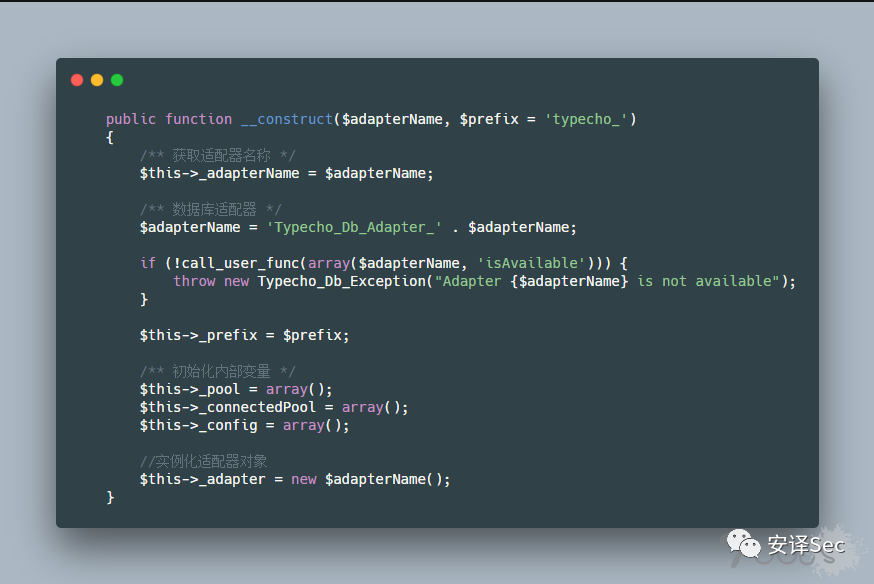 public function __construct($adapterName, $prefix = 'typecho_')
{
/** 获取适配器名称 */
$this->_adapterName = $adapterName;
/** 数据库适配器 */
$adapterName = 'Typecho_Db_Adapter_' . $adapterName;
if (!call_user_func(array($adapterName, 'isAvailable'))) {
throw new Typecho_Db_Exception("Adapter {$adapterName} is not available");
}
$this->_prefix = $prefix;
/** 初始化内部变量 */
$this->_pool = array();
$this->_connectedPool = array();
$this->_config = array();
//实例化适配器对象
$this->_adapter = new $adapterName();
}
安译Sec